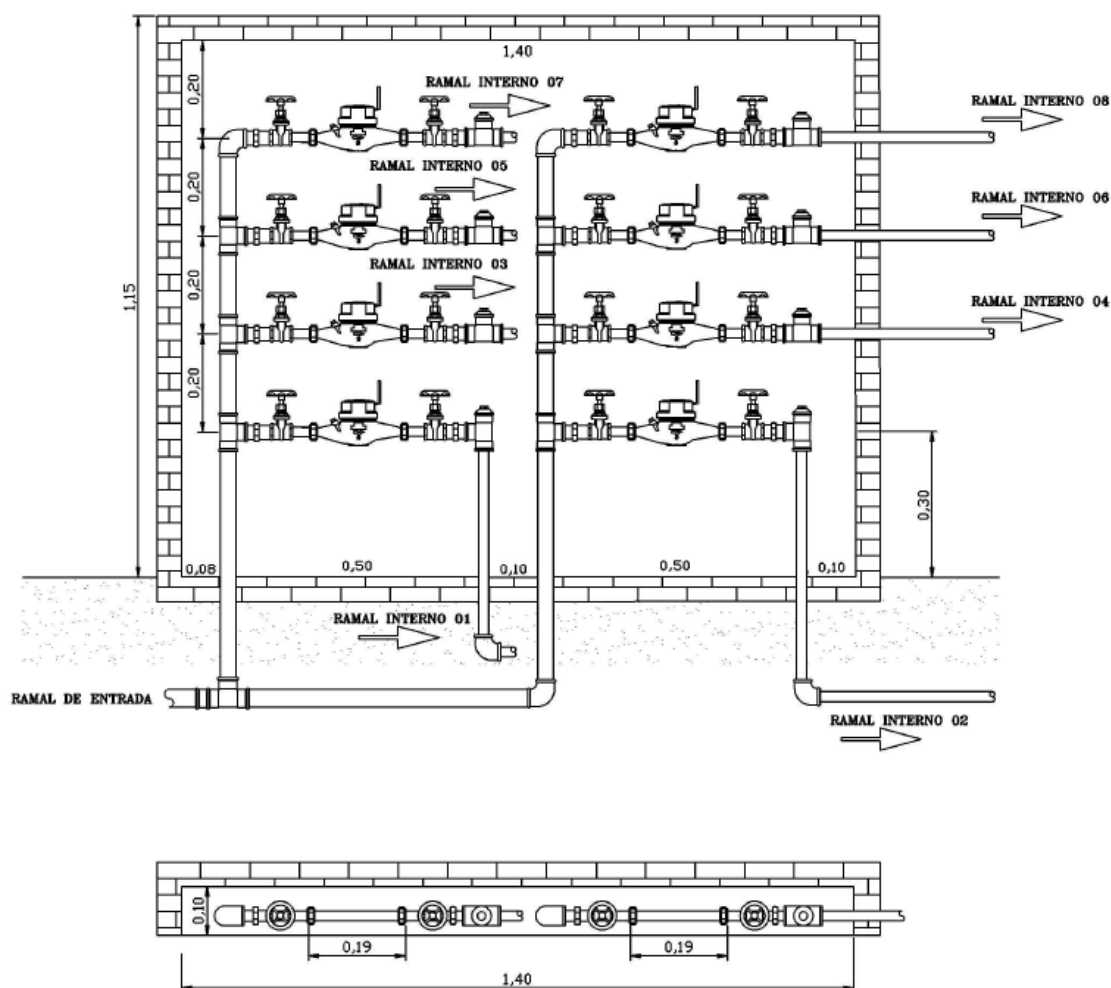 1,40
0,20
RAMAL INTERNO 07
RAMAL INTERNO 08
RAMAL INTERNO 05
0,20
RAMAL INTERNO 06
1,15
RAMAL INTERNO 03
0,20
RAMAL INTERNO 04
0,20
0,30
0,08
0,50
0,10
0,50
0,10
RAMAL INTERNO 01
RAMAL DE ENTRADA
RAMAL INTERNO 02
0,10
0,19
0,19
1,40